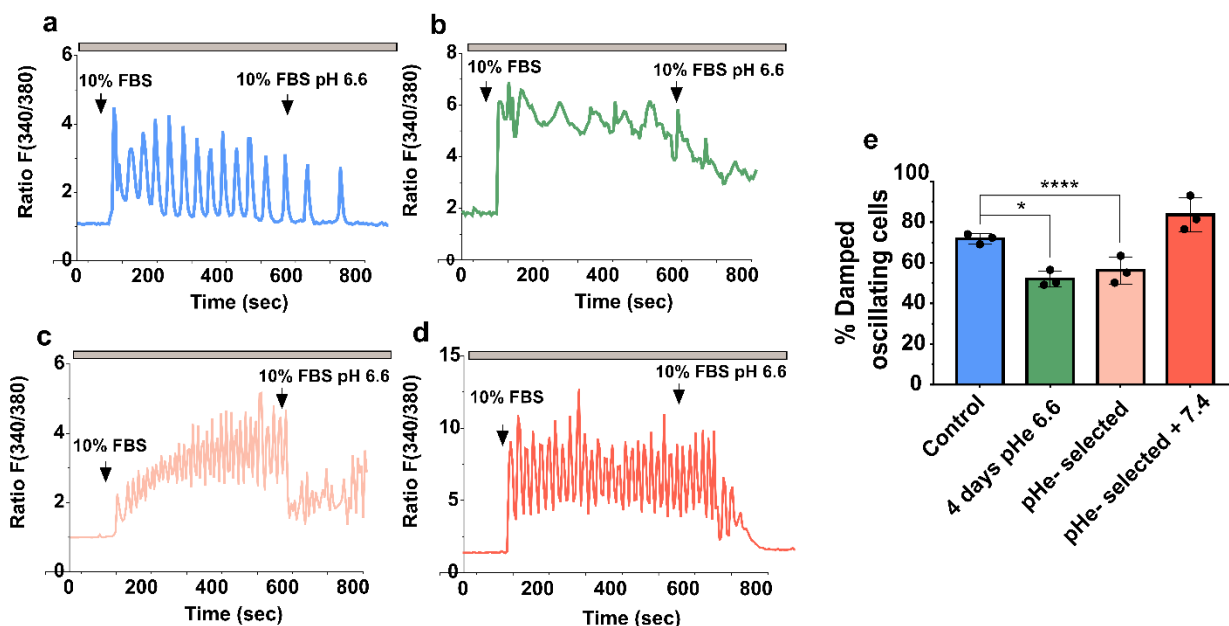 a
10% FBS
10% FBS pH 6.6
Ratio F(340/380)
6
4
2
0
200
400
600
800
Time (sec)
b
10% FBS
10% FBS pH 6.6
Ratio F(340/380)
8
6
4
2
0
200
400
600
800
Time (sec)
c
10% FBS
10% FBS pH 6.6
Ratio F(340/380)
6
4
2
0
0
200
400
600
800
Time (sec)
d
10% FBS
10% FBS pH 6.6
Ratio F(340/380)
15
10
5
0
0
200
400
600
800
Time (sec)
e
% Damped
oscillating cells
100
80
60
40
20
0
*
****
Control
4 days pHe 6.6
pHe- selected
pHe- selected + 7.4